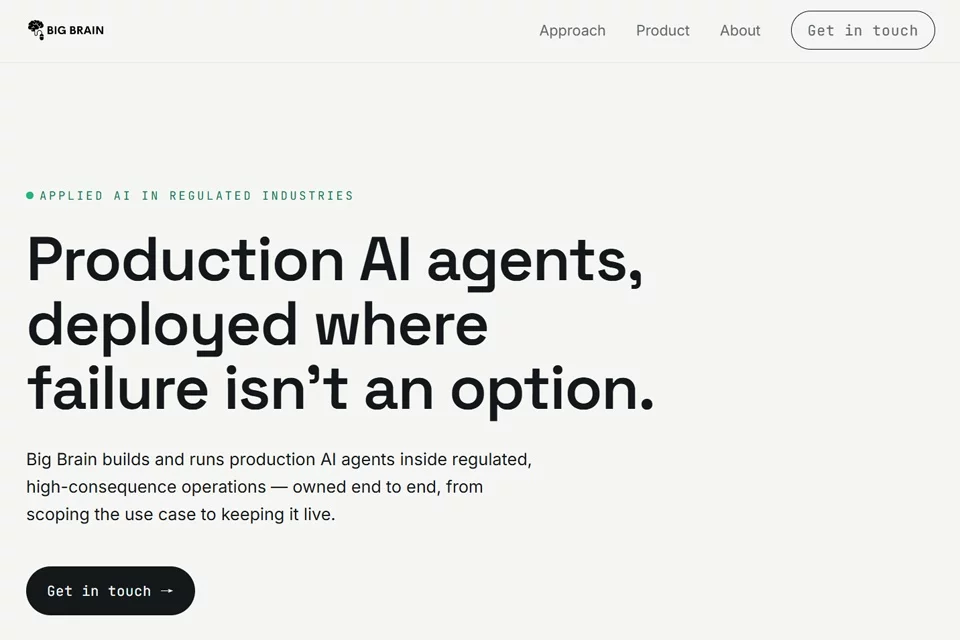 BIG BRAIN
Approach
Product
About
Get in touch
APPLIED AI IN REGULATED INDUSTRIES
Production AI agents,
deployed where
failure isn’t an option.
Big Brain builds and runs production AI agents inside regulated,
high-consequence operations — owned end to end, from
scoping the use case to keeping it live.
Get in touch →